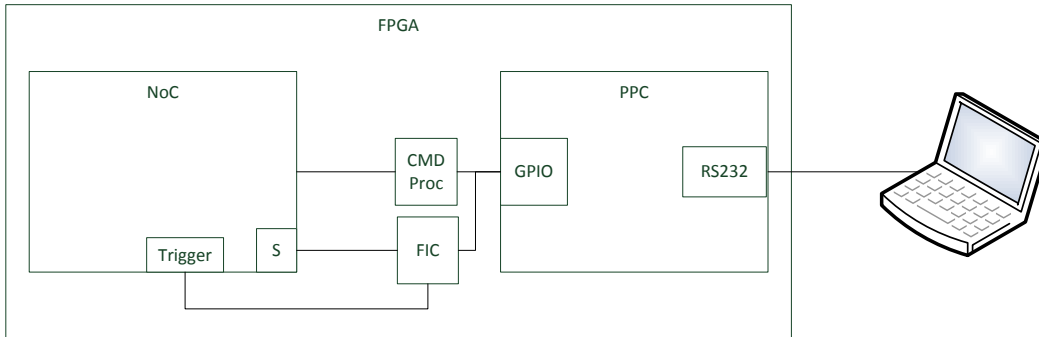 FPGA
NoC
PPC
CMD
Proc
GPIO
RS232
Trigger
S
FIC